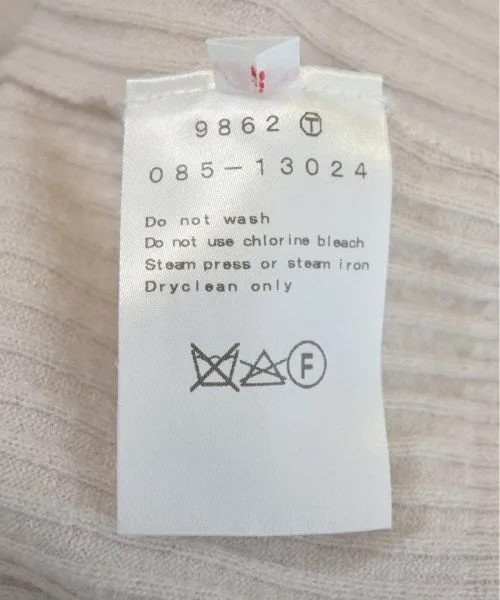 9862 Ⓣ
085-13024
Do not wash
Do not use chlorine bleach
Steam press or steam iron
Dryclean only
F